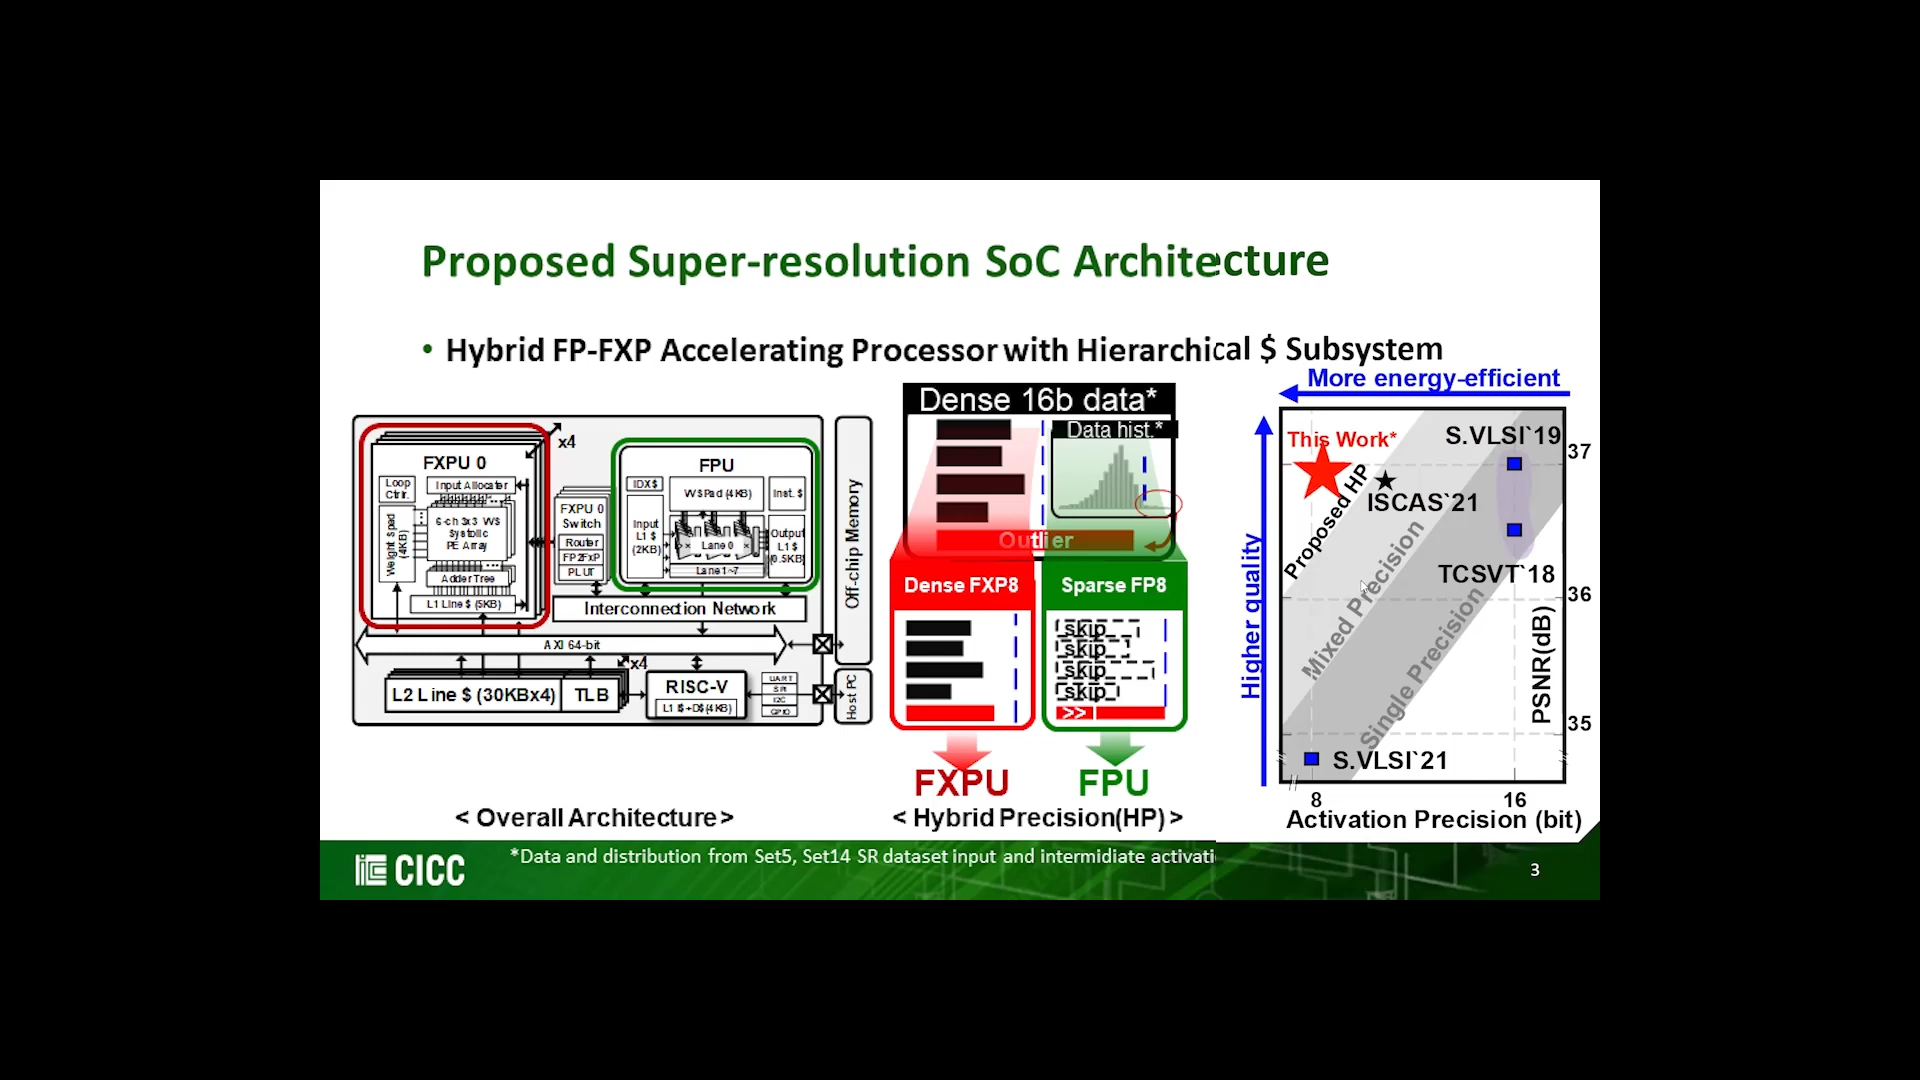 Proposed Super-resolution SoC Architecture
• Hybrid FP-FXP Accelerating Processor with Hierarchical $ Subsystem
x4
FXPU 0
Loop
Ctrlr.
Input Allocator
Weight Spad
(4KB)
6-ch 3x3 WS
Systolic
PE Array
Adder Tree
L1 Line $ (5KB)
FXPU 0
Switch
Router
FP2FxP
PLUT
FPU
IDX $
WSPad (4KB)
Inst. $
Input
L1 $
(2KB)
Lane 0
Lane 1~7
Output
L1 $
(0.5KB)
Interconnection Network
AXI 64-bit
x4
L2 Line $ (30KBx4)
TLB
RISC-V
L1 $+D$(4KB)
UART
SPI
I2C
GPIO
Off-chip Memory
Host PC
< Overall Architecture >
Dense 16b data*
Data hist.*
Outlier
Dense FXP8
Sparse FP8
skip
skip
skip
skip
>>
FXPU
FPU
< Hybrid Precision(HP) >
More energy-efficient
Higher quality
This Work*
S.VLSI`19
37
ISCAS`21
Proposed HP
Mixed Precision
Single Precision
TCSVT`18
36
PSNR(dB)
35
S.VLSI`21
8
16
Activation Precision (bit)
CICC
*Data and distribution from Set5, Set14 SR dataset input and intermidiate activati
3